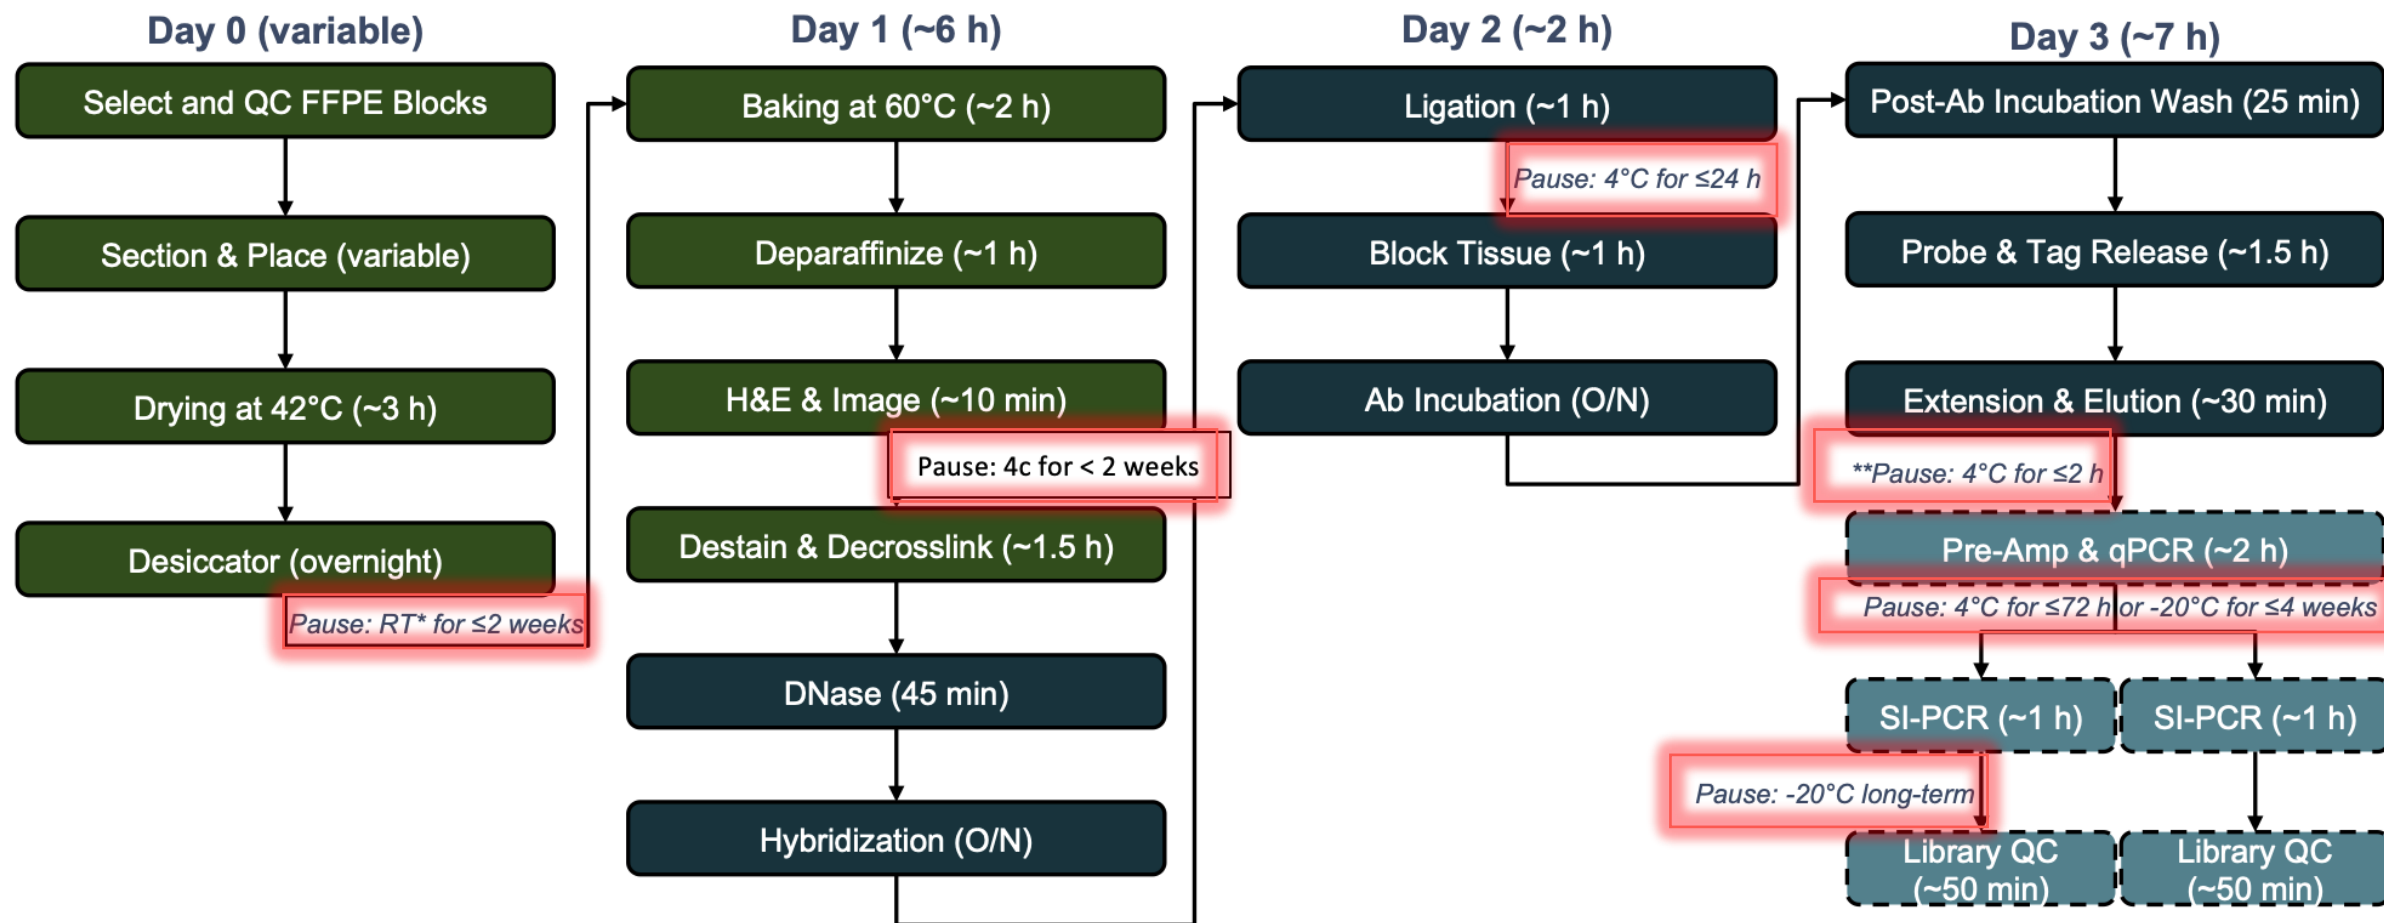 Day 0 (variable)
Select and QC FFPE Blocks
Section & Place (variable)
Drying at 42°C (~3 h)
Desiccator (overnight)
Pause: RT* for ≤2 weeks
Day 1 (~6 h)
Baking at 60°C (~2 h)
Deparaffinize (~1 h)
H&E & Image (~10 min)
Pause: 4c for < 2 weeks
Destain & Decrosslink (~1.5 h)
DNase (45 min)
Hybridization (O/N)
Day 2 (~2 h)
Ligation (~1 h)
Pause: 4°C for ≤24 h
Block Tissue (~1 h)
Ab Incubation (O/N)
Day 3 (~7 h)
Post-Ab Incubation Wash (25 min)
Probe & Tag Release (~1.5 h)
Extension & Elution (~30 min)
**Pause: 4°C for ≤2 h
Pre-Amp & qPCR (~2 h)
Pause: 4°C for ≤72 h or -20°C for ≤4 weeks
SI-PCR (~1 h)
SI-PCR (~1 h)
Pause: -20°C long-term
Library QC
(~50 min)
Library QC
(~50 min)